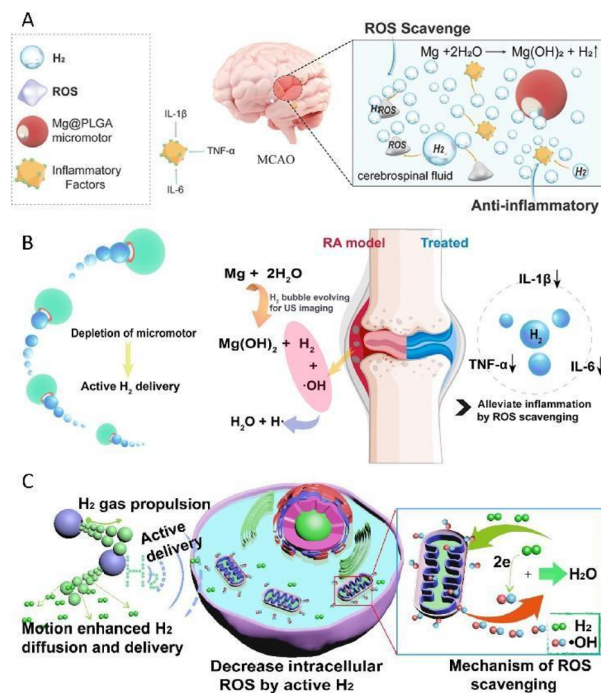 A
H₂
ROS
Mg@PLGA
micromotor
Inflammatory
Factors
IL-1β
TNF-α
IL-6
MCAO
ROS Scavenge
Mg +2H₂O → Mg(OH)₂ + H₂↑
H₂
ROS
ROS
H₂
H₂
cerebrospinal fluid
Anti-inflammatory
B
Depletion of micromotor
Active H₂ delivery
Mg + 2H₂O
H₂ bubble evolving
for US imaging
Mg(OH)₂ + H₂
+
·OH
H₂O + H·
RA model
Treated
IL-1β↓
H₂
TNF-α↓
IL-6↓
Alleviate inflammation
by ROS scavenging
C
H₂ gas propulsion
Active
delivery
Motion enhanced H₂
diffusion and delivery
Decrease intracellular
ROS by active H₂
2e
+
H₂O
H₂
•OH
Mechanism of ROS
scavenging